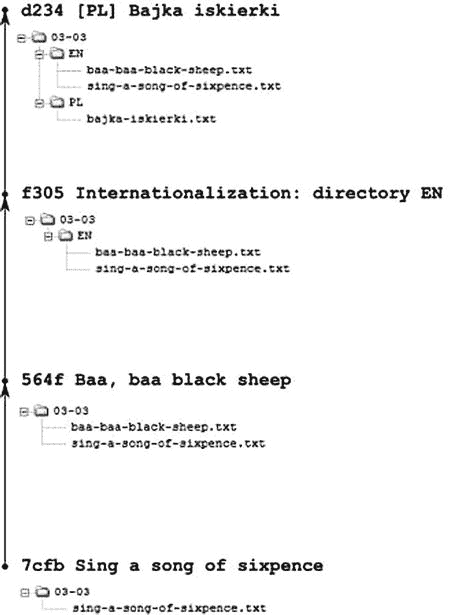 d234 [PL] Bajka iskierki
03-03
EN
baa-baa-black-sheep.txt
sing-a-song-of-sixpence.txt
PL
bajka-iskierki.txt
f305 Internationalization: directory EN
03-03
EN
baa-baa-black-sheep.txt
sing-a-song-of-sixpence.txt
564f Baa, baa black sheep
03-03
baa-baa-black-sheep.txt
sing-a-song-of-sixpence.txt
7cfb Sing a song of sixpence
03-03
sing-a-song-of-sixpence.txt